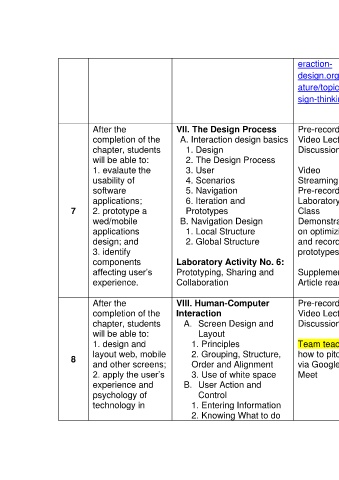 eraction-
design.org
ature/topic
sign-thinkin
7
After the
completion of the
chapter, students
will be able to:
1. evalaute the
usability of
software
applications;
2. prototype a
wed/mobile
applications
design; and
3. identify
components
affecting user's
experience.
VII. The Design Process
A. Interaction design basics
1. Design
2. The Design Process
3. User
4. Scenarios
5. Navigation
6. Iteration and
Prototypes
B. Navigation Design
1. Local Structure
2. Global Structure
Laboratory Activity No. 6:
Prototyping, Sharing and
Collaboration
Pre-record
Video Lect
Discussion
Video
Streaming
Pre-record
Laboratory
Class
Demonstra
on optimizi
and record
prototypes
Supplemen
Article read
8
After the
completion of the
chapter, students
will be able to:
1. design and
layout web, mobile
and other screens;
2. apply the user's
experience and
psychology of
technology in
VIII. Human-Computer
Interaction
A. Screen Design and
Layout
1. Principles
2. Grouping, Structure,
Order and Alignment
3. Use of white space
B. User Action and
Control
1. Entering Information
2. Knowing What to do
Pre-record
Video Lect
Discussion
Team teac
how to pitc
via Google
Meet